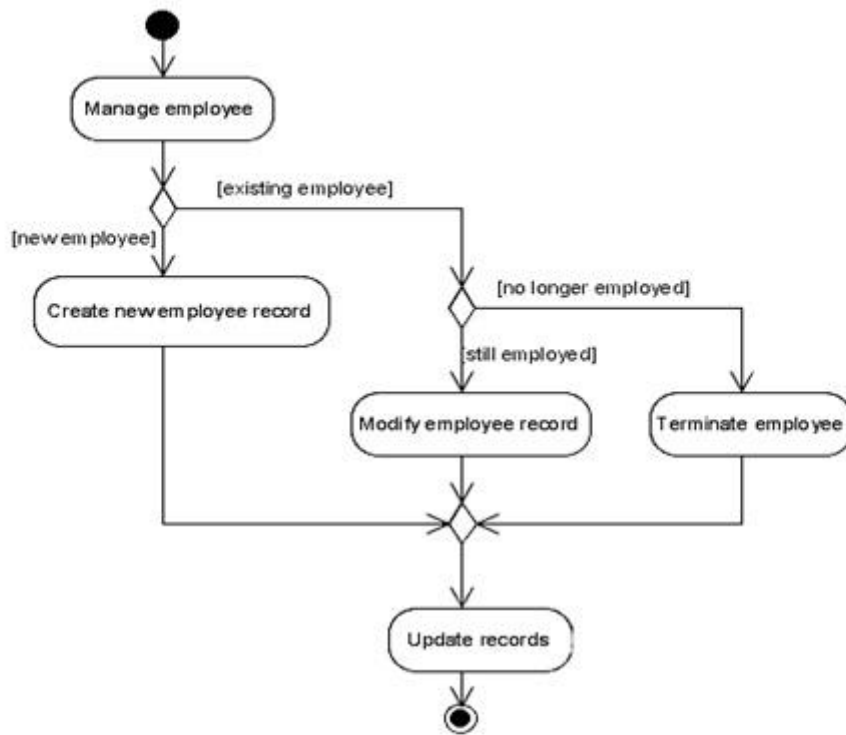 Manage employee
[existing employee]
[new employee]
Create new employee record
[no longer employed]
[still employed]
Modify employee record
Terminate employee
Update records